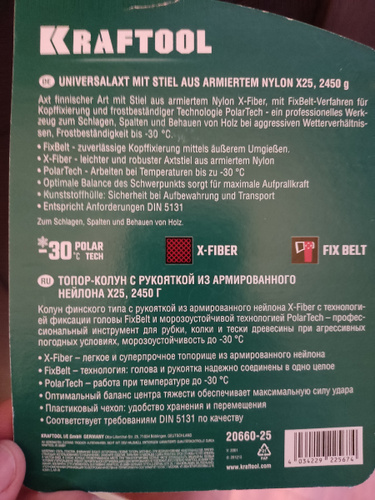 KRAFTOOL
DE UNIVERSALAXT MIT STIEL AUS ARMIERTEM NYLON X25, 2450 g
Axt finnischer Art mit Stiel aus armiertem Nylon X-Fiber, mit FixBelt-Verfahren für
Kopffixierung und frostbeständiger Technologie PolarTech - ein professionelles Werk-
zeug zum Schlagen, Spalten und Behauen von Holz bei aggressiven Wetterverhältnis-
sen, Frostbeständigkeit bis -30 °C.
• FixBelt - zuverlässige Kopffixierung mittels äußerem Umgießen.
• X-Fiber - leichter und robuster Axtstiel aus armiertem Nylon
• PolarTech - Arbeiten bei Temperaturen bis zu -30 °C
• Optimale Balance des Schwerpunkts sorgt für maximale Aufprallkraft
• Kunststoffhülle: Sicherheit bei Aufbewahrung und Transport
• Entspricht Anforderungen DIN 5131
Zum Schlagen, Spalten und Behauen von Holz.
-30 °C POLAR TECH
X-FIBER
FIX BELT
RU ТОПОР-КОЛУН С РУКОЯТКОЙ ИЗ АРМИРОВАННОГО
НЕЙЛОНА X25, 2450 Г
Колун финского типа с рукояткой из армированного нейлона X-Fiber с технологи-
ей фиксации головы FixBelt и морозоустойчивой технологией PolarTech – професс-
иональный инструмент для рубки, колки и тески древесины при агрессивных
погодных условиях, морозоустойчивость до -30 °C
• X-Fiber – легкое и суперпрочное топорище из армированного нейлона
• FixBelt – технология: голова и рукоятка надежно соединены в одно целое
• PolarTech – работа при температуре до -30 °C
• Оптимальный баланс центра тяжести обеспечивает максимальную силу удара
• Пластиковый чехол: удобство хранения и перемещения
• Соответствует требованиям DIN 5131 по качеству
KRAFTOOL I/E GmbH GERMANY
20660-25
www.kraftool.com
4 034229 225674